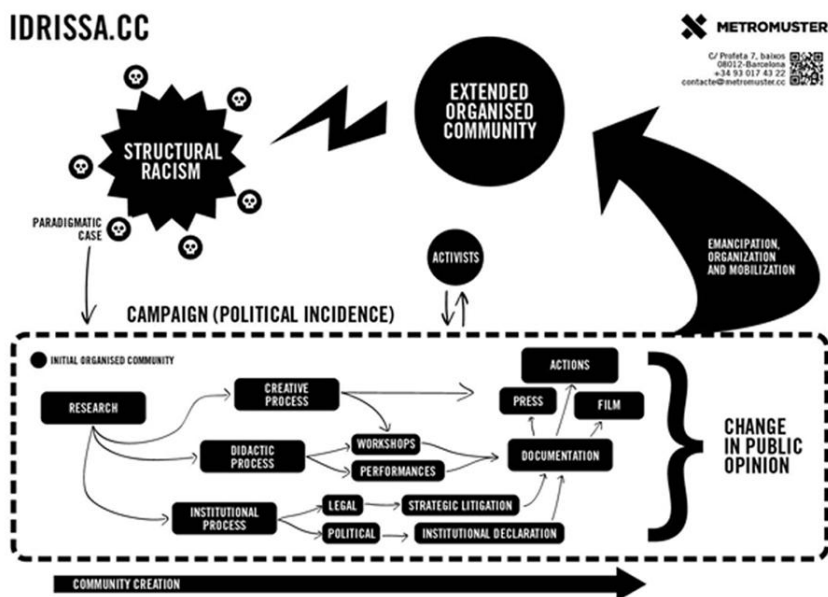 IDRISSA.CC
METROMUSTER
C/ Profeta 7, baixos
08012-Barcelona
+34 93 017 43 22
contacte@metromuster.cc
EXTENDED
ORGANISED
COMMUNITY
STRUCTURAL
RACISM
PARADIGMATIC
CASE
ACTIVISTS
EMANCIPATION,
ORGANIZATION
AND MOBILIZATION
CAMPAIGN (POLITICAL INCIDENCE)
INITIAL ORGANISED COMMUNITY
ACTIONS
CREATIVE
PROCESS
PRESS
FILM
RESEARCH
DIDACTIC
PROCESS
WORKSHOPS
PERFORMANCES
DOCUMENTATION
CHANGE
IN PUBLIC
OPINION
INSTITUTIONAL
PROCESS
LEGAL
STRATEGIC LITIGATION
POLITICAL
INSTITUTIONAL DECLARATION
COMMUNITY CREATION